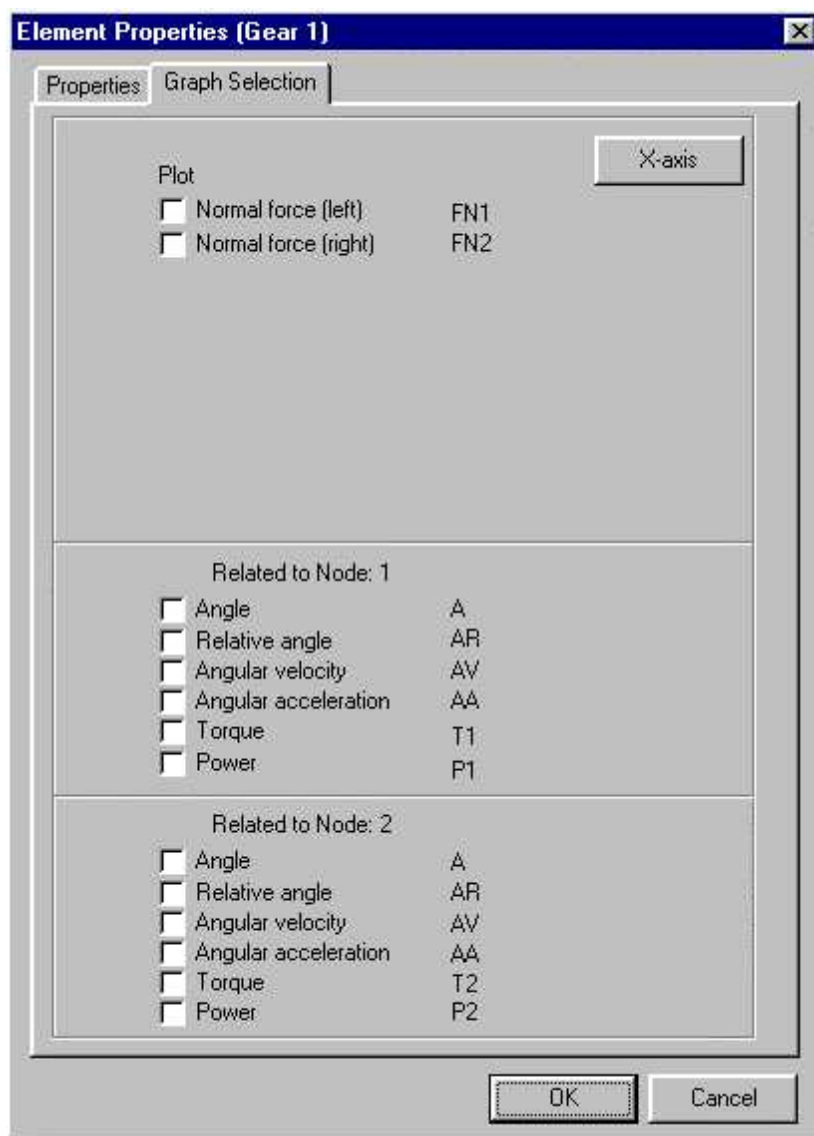 Element Properties (Gear 1)
Properties Graph Selection
X-axis
Plot
Normal force (left) FN1
Normal force (right) FN2
Related to Node: 1
Angle A
Relative angle AR
Angular velocity AV
Angular acceleration AA
Torque T1
Power P1
Related to Node: 2
Angle A
Relative angle AR
Angular velocity AV
Angular acceleration AA
Torque T2
Power P2
OK Cancel